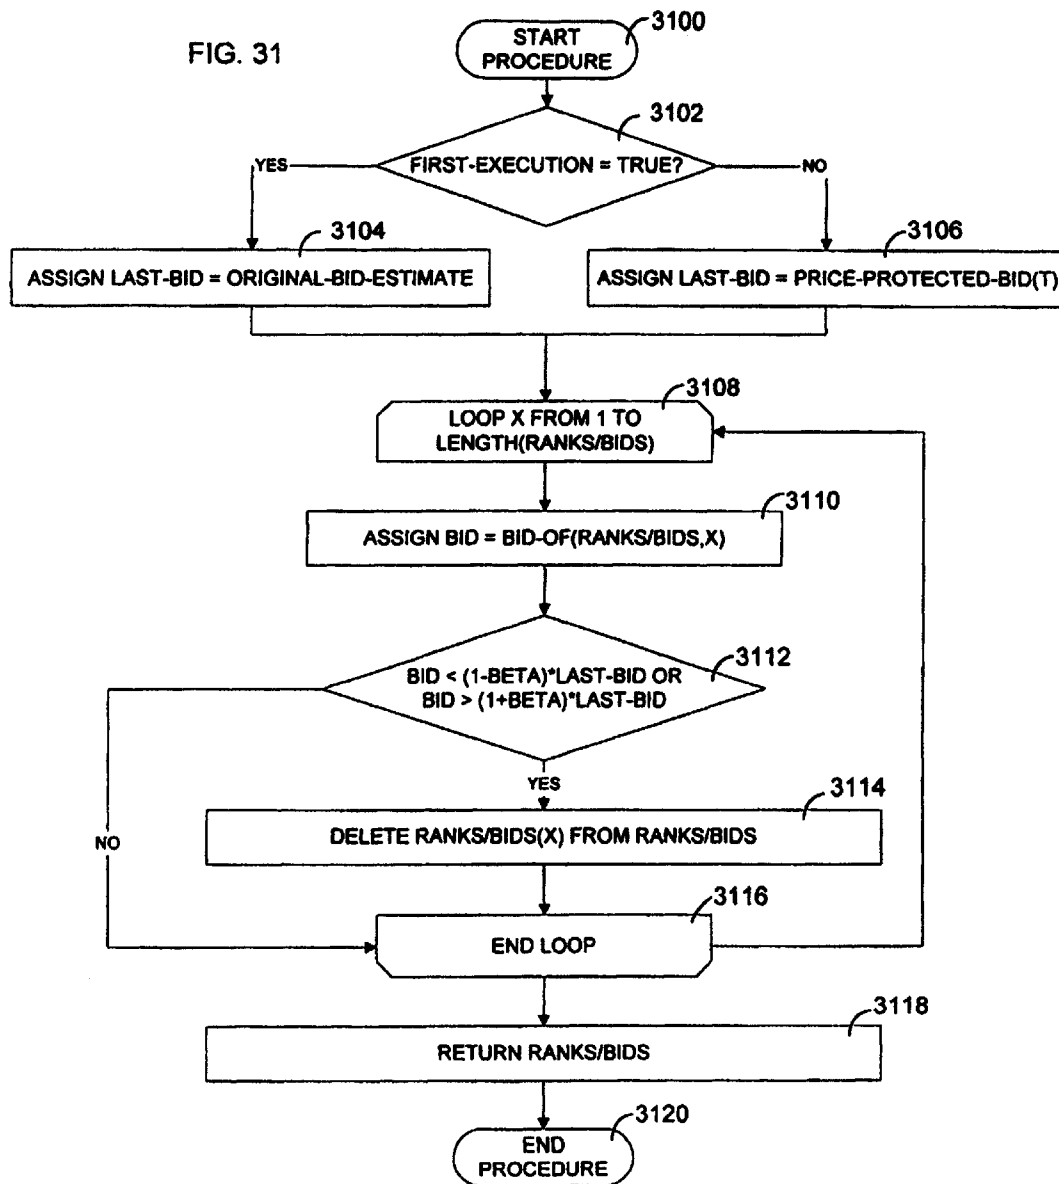 FIG. 31
START
PROCEDURE
3100
3102
FIRST-EXECUTION = TRUE?
YES
NO
3104
3106
ASSIGN LAST-BID = ORIGINAL-BID-ESTIMATE
ASSIGN LAST-BID = PRICE-PROTECTED-BID(T)
3108
LOOP X FROM 1 TO
LENGTH(RANKS/BIDS)
3110
ASSIGN BID = BID-OF(RANKS/BIDS,X)
3112
BID < (1-BETA)*LAST-BID OR
BID > (1+BETA)*LAST-BID
YES
NO
3114
DELETE RANKS/BIDS(X) FROM RANKS/BIDS
3116
END LOOP
3118
RETURN RANKS/BIDS
3120
END
PROCEDURE